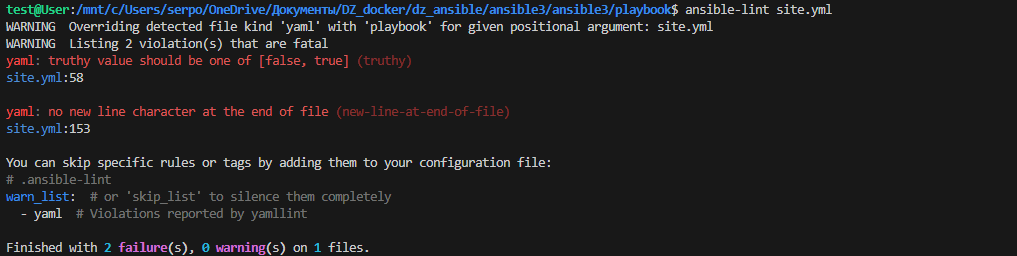 test@User:/mnt/c/Users/serpo/OneDrive/Документы/DZ_docker/dz_ansible/ansible3/ansible3/playbook$ ansible-lint site.yml
WARNING  Overriding detected file kind 'yaml' with 'playbook' for given positional argument: site.yml
WARNING  Listing 2 violation(s) that are fatal
yaml: truthy value should be one of [false, true] (truthy)
site.yml:58
yaml: no new line character at the end of file (new-line-at-end-of-file)
site.yml:153
You can skip specific rules or tags by adding them to your configuration file:
# .ansible-lint
warn_list:  # or 'skip_list' to silence them completely
  - yaml  # Violations reported by yamllint
Finished with 2 failure(s), 0 warning(s) on 1 files.